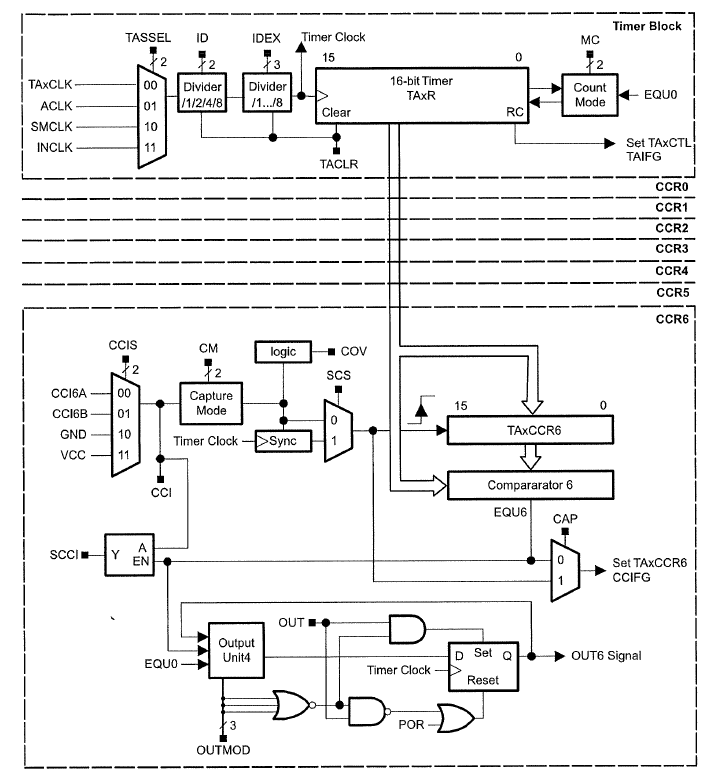 Timer Block
TASSEL
ID
IDEX
Timer Clock
15
0
MC
2
2
3
2
TAxCLK
00
ACLK
01
SMCLK
10
INCLK
11
Divider
/1/2/4/8
Divider
/1.../8
16-bit Timer
TAxR
Clear
RC
Count
Mode
EQU0
Set TAxCTL
TAIFG
TACLR
CCR0
CCR1
CCR2
CCR3
CCR4
CCR5
CCR6
CCIS
2
CM
2
logic
COV
SCS
CCI6A
00
CCI6B
01
GND
10
VCC
11
Capture
Mode
Timer Clock
Sync
0
1
15
0
TAxCCR6
Compararator 6
CCI
EQU6
CAP
SCCI
Y
A
EN
0
1
Set TAxCCR6
CCIFG
OUT
Output
Unit4
EQU0
D
Set
Q
Timer Clock
Reset
OUT6 Signal
POR
3
OUTMOD